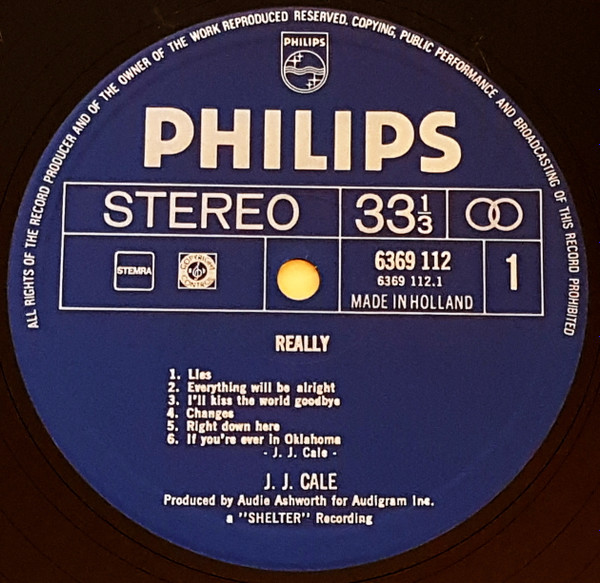 ALL RIGHTS OF THE RECORD PRODUCER AND OF THE OWNER OF THE WORK REPRODUCED RESERVED. COPYING, PUBLIC PERFORMANCE AND BROADCASTING OF THIS RECORD PROHIBITED
PHILIPS
PHILIPS
STEREO 33⅓
STEMRA 6369 112 1
6369 112.1
MADE IN HOLLAND
REALLY
1. Lies
2. Everything will be alright
3. I'll kiss the world goodbye
4. Changes
5. Right down here
6. If you're ever in Oklahoma
- J. J. Cale -
J. J. CALE
Produced by Audie Ashworth for Audigram Inc.
a "SHELTER" Recording